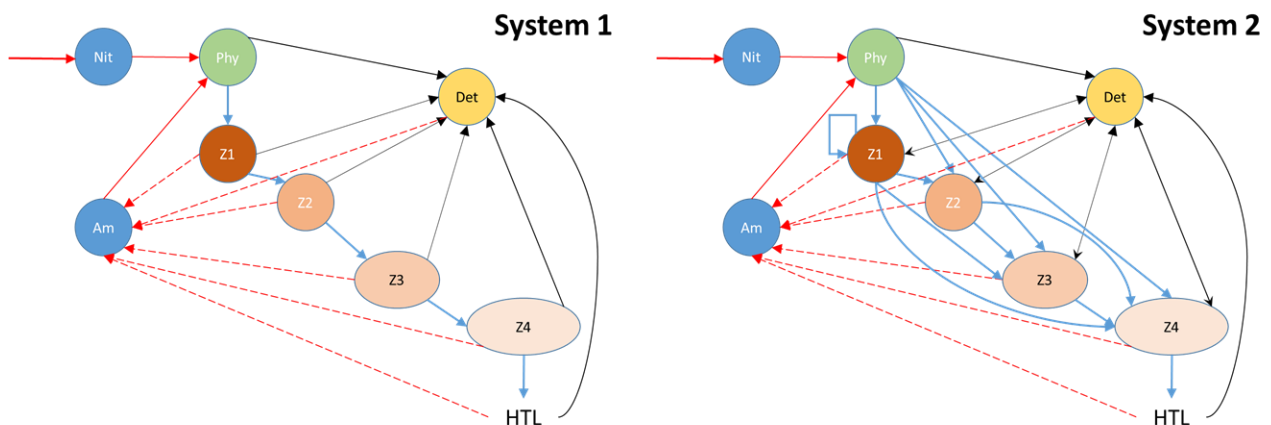 System 1
Nit
Phy
Det
Z1
Z2
Am
Z3
Z4
HTL
System 2
Nit
Phy
Det
Z1
Z2
Am
Z3
Z4
HTL